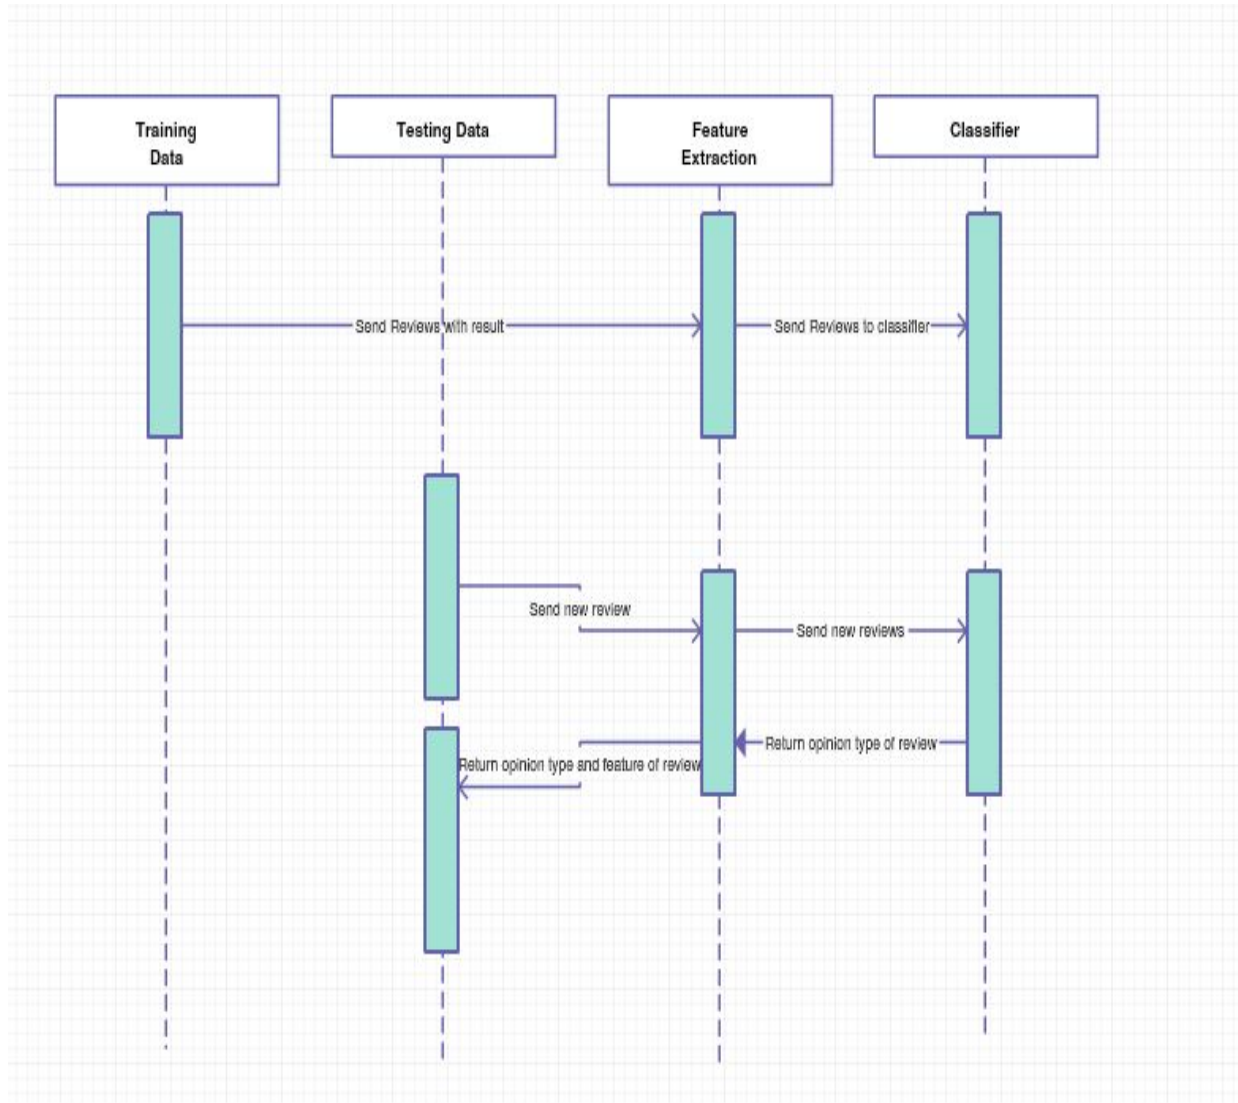 Training
Data
Testing Data
Feature
Extraction
Classifier
Send Reviews with result
Send Reviews to classifier
Send new review
Send new reviews
Return opinion type of review
Return opinion type and feature of review